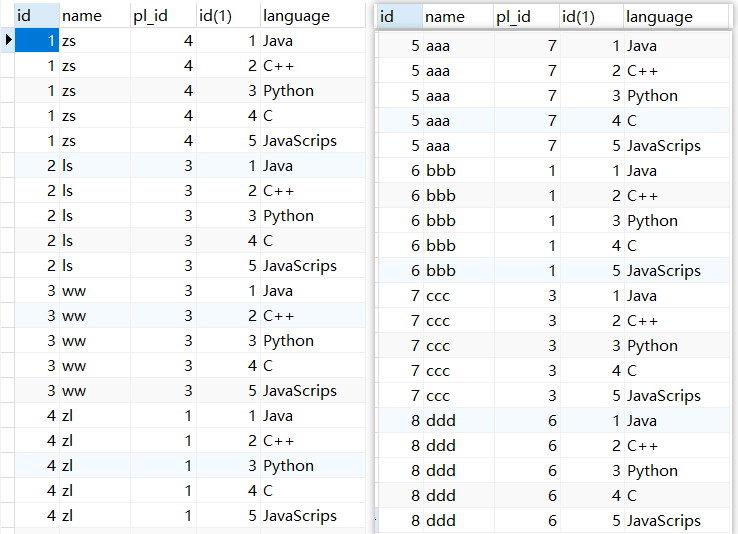 id name pl_id id(1) language
1 zs 4 1 Java
1 zs 4 2 C++
1 zs 4 3 Python
1 zs 4 4 C
1 zs 4 5 JavaScrips
2 ls 3 1 Java
2 ls 3 2 C++
2 ls 3 3 Python
2 ls 3 4 C
2 ls 3 5 JavaScrips
3 ww 3 1 Java
3 ww 3 2 C++
3 ww 3 3 Python
3 ww 3 4 C
3 ww 3 5 JavaScrips
4 zl 1 1 Java
4 zl 1 2 C++
4 zl 1 3 Python
4 zl 1 4 C
4 zl 1 5 JavaScrips
id name pl_id id(1) language
5 aaa 7 1 Java
5 aaa 7 2 C++
5 aaa 7 3 Python
5 aaa 7 4 C
5 aaa 7 5 JavaScrips
6 bbb 1 1 Java
6 bbb 1 2 C++
6 bbb 1 3 Python
6 bbb 1 4 C
6 bbb 1 5 JavaScrips
7 ccc 3 1 Java
7 ccc 3 2 C++
7 ccc 3 3 Python
7 ccc 3 4 C
7 ccc 3 5 JavaScrips
8 ddd 6 1 Java
8 ddd 6 2 C++
8 ddd 6 3 Python
8 ddd 6 4 C
8 ddd 6 5 JavaScrips